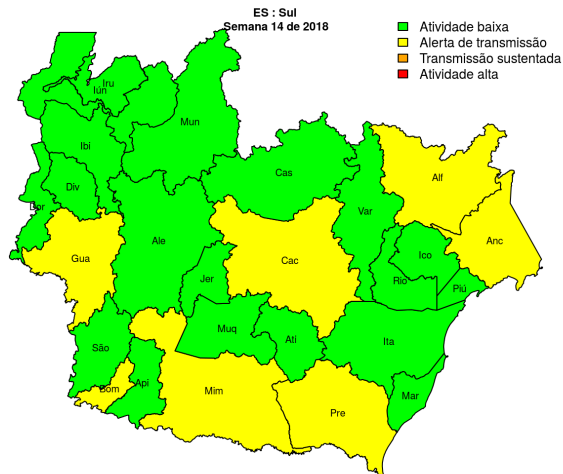 ES : Sul
Semana 14 de 2018
Atividade baixa
Alerta de transmissão
Transmissão sustentada
Atividade alta
Iru
Iún
Mun
Ibi
Cas
Alf
Div
Dor
Var
Ale
Anc
Gua
Cac
Ico
Jer
Rio
Piú
Muq
Ati
Ita
São
Api
Bom
Mim
Mar
Pre